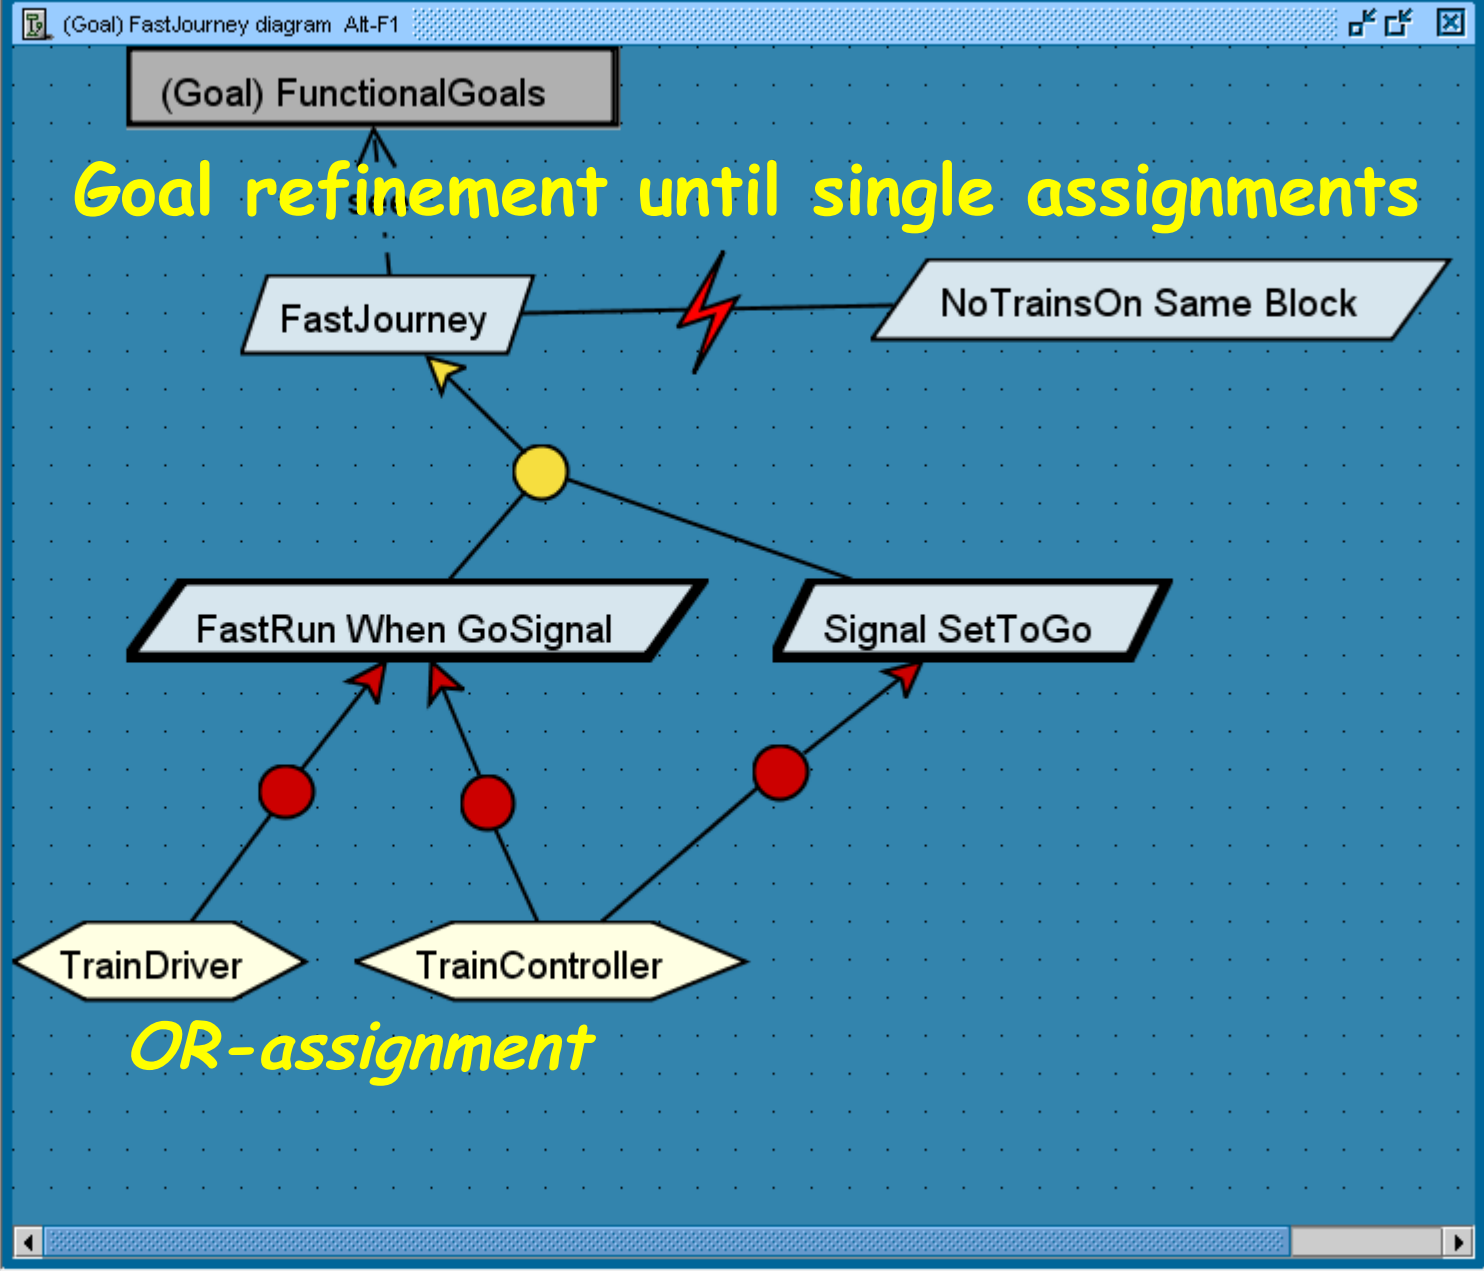 (Goal) FastJourney diagram Alt-F1
(Goal) FunctionalGoals
Goal refinement until single assignments
see
FastJourney
NoTrainsOn Same Block
FastRun When GoSignal
Signal SetToGo
TrainDriver
TrainController
OR-assignment